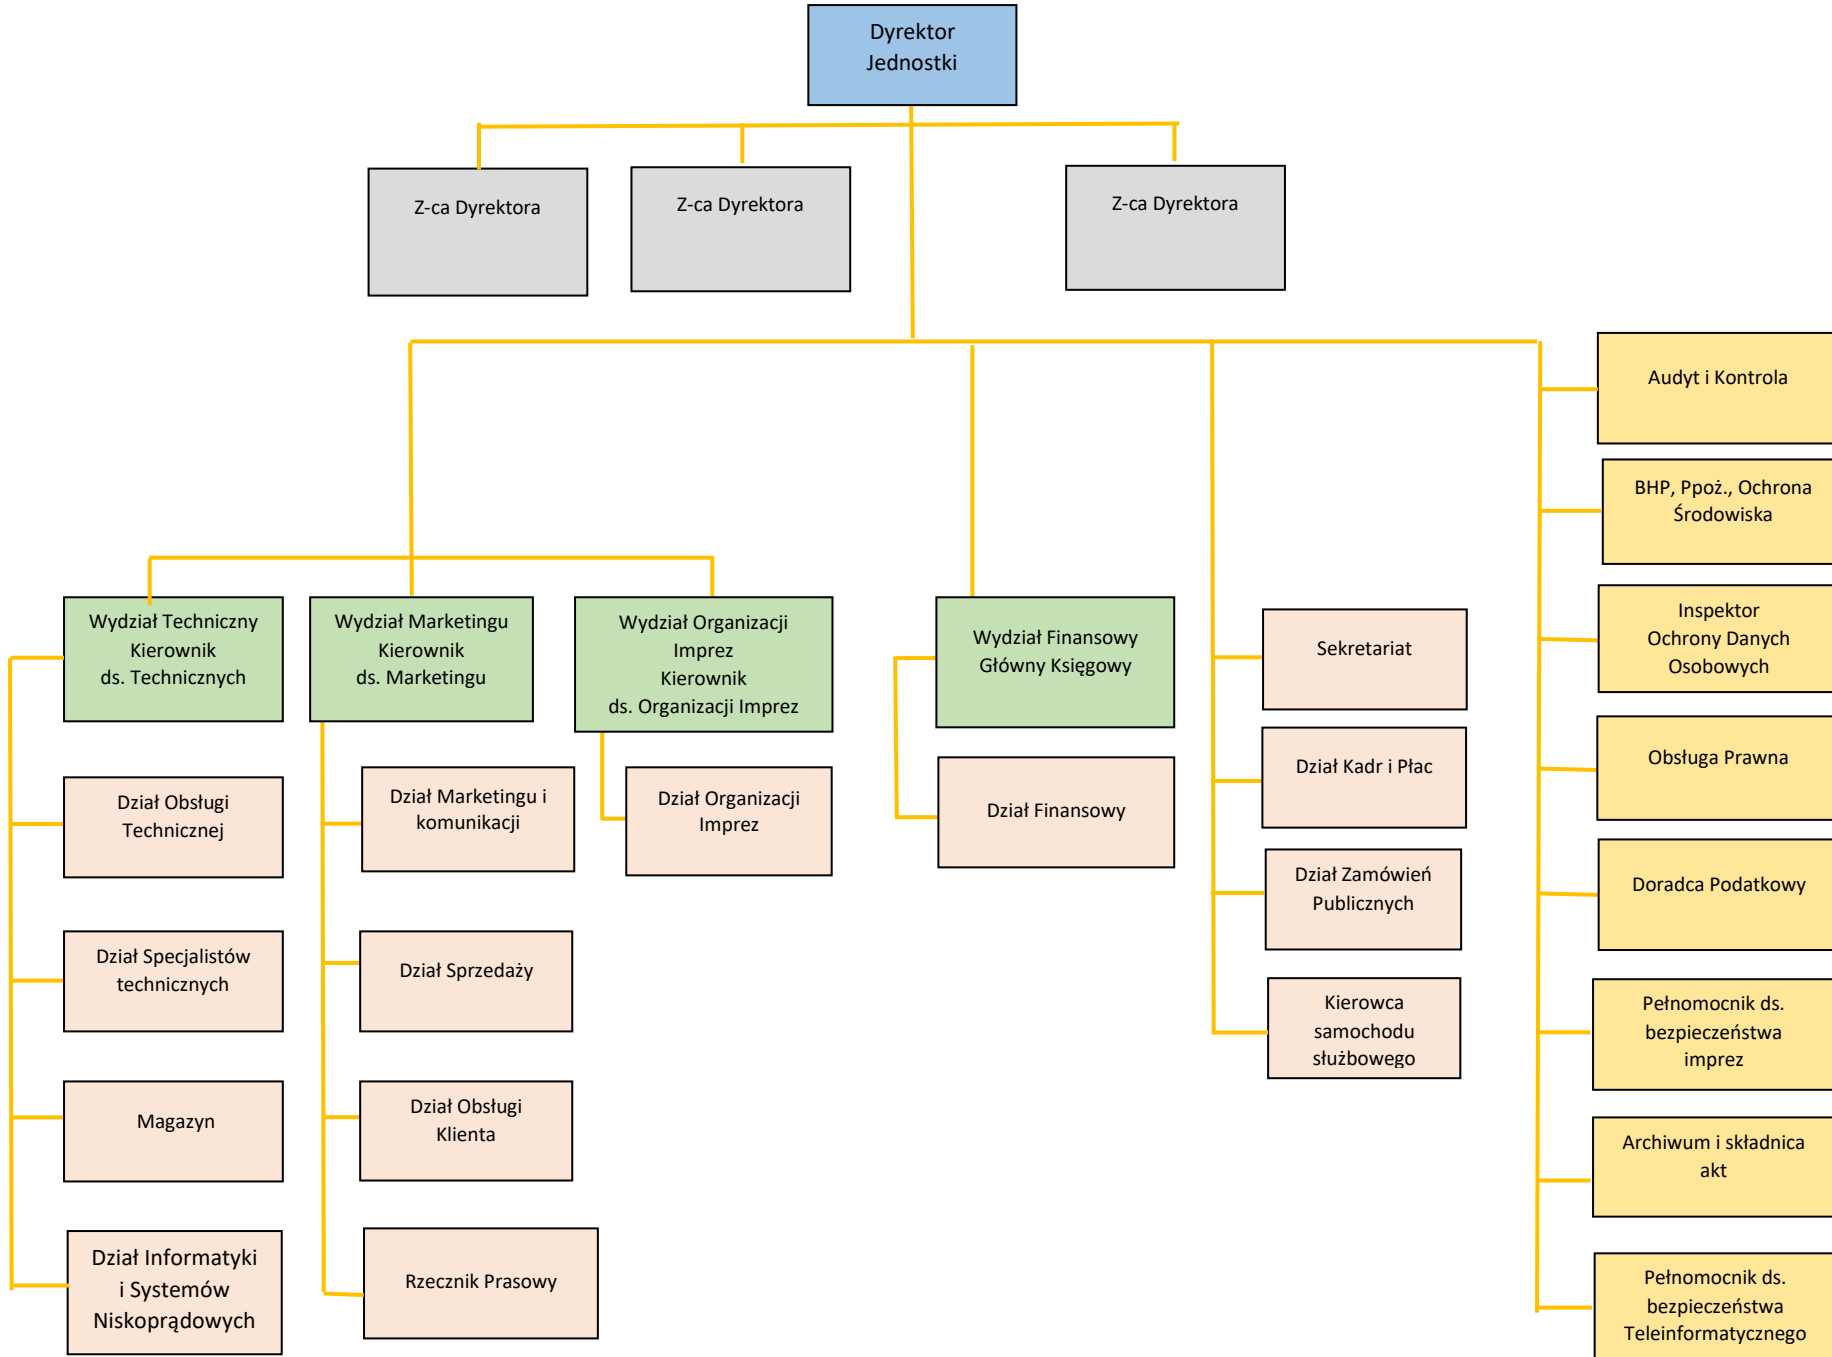 Dyrektor
Jednostki
Z-ca Dyrektora
Z-ca Dyrektora
Z-ca Dyrektora
Audyt i Kontrola
BHP, Ppoż., Ochrona
Środowiska
Inspektor
Ochrony Danych
Osobowych
Obsługa Prawna
Doradca Podatkowy
Pełnomocnik ds.
bezpieczeństwa
imprez
Archiwum i składnica
akt
Pełnomocnik ds.
bezpieczeństwa
Teleinformatycznego
Wydział Techniczny
Kierownik
ds. Technicznych
Dział Obsługi
Technicznej
Dział Specjalistów
technicznych
Magazyn
Dział Informatyki
i Systemów
Niskoprądowych
Wydział Marketingu
Kierownik
ds. Marketingu
Dział Marketingu i
komunikacji
Dział Sprzedaży
Dział Obsługi
Klienta
Rzecznik Prasowy
Wydział Organizacji
Imprez
Kierownik
ds. Organizacji Imprez
Dział Organizacji
Imprez
Wydział Finansowy
Główny Księgowy
Dział Finansowy
Sekretariat
Dział Kadr i Płac
Dział Zamówień
Publicznych
Kierowca
samochodu
służbowego